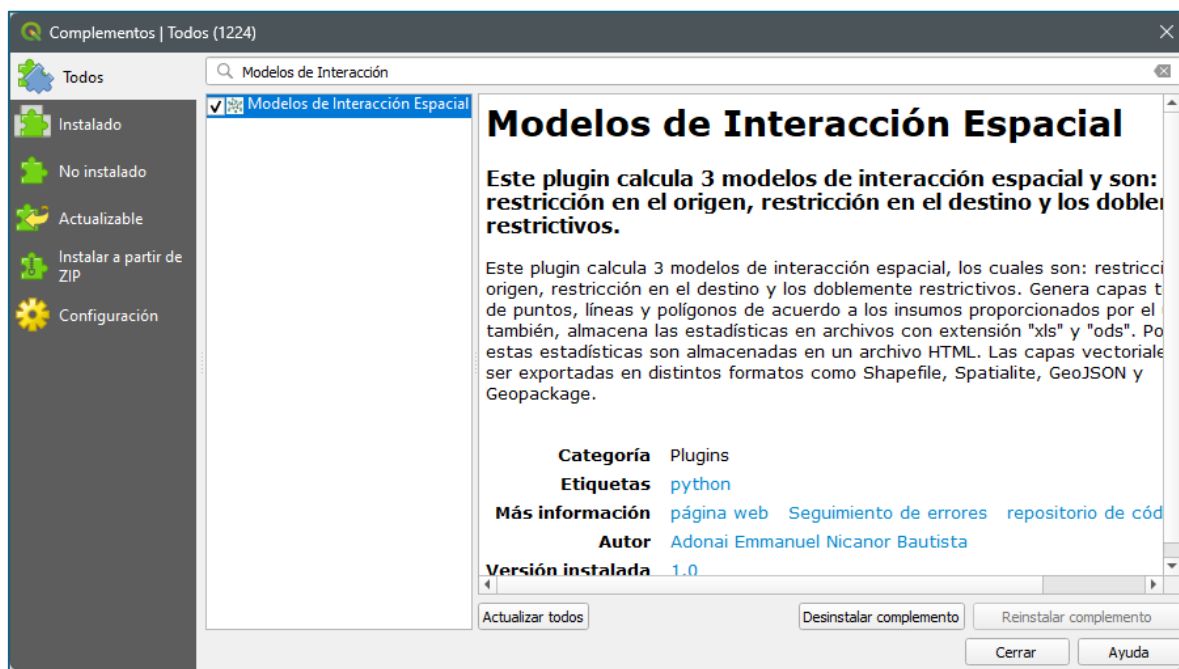 Complementos | Todos (1224)
Todos
Modelos de Interacción
Instalado
No instalado
Actualizable
Instalar a partir de
ZIP
Configuración
Modelos de Interacción Espacial
Modelos de Interacción Espacial
Este plugin calcula 3 modelos de interacción espacial y son:
restricción en el origen, restricción en el destino y los
restrictivos.
Este plugin calcula 3 modelos de interacción espacial, los cuales son:
origen, restricción en el destino y los doblemente restrictivos. Genera capas
de puntos, líneas y polígonos de acuerdo a los insumos proporcionados por el
también, almacena las estadísticas en archivos con extensión "xls" y "ods".
estas estadísticas son almacenadas en un archivo HTML. Las capas
ser exportadas en distintos formatos como Shapefile, Spatialite, GeoJSON y
Geopackage.
Categoría Plugins
Etiquetas python
Más información página web Seguimiento de errores repositorio de
Autor Adonai Emmanuel Nicanor Bautista
Versión instalada 1.0
Actualizar todos Desinstalar complemento Reinstalar complemento
Cerrar Ayuda